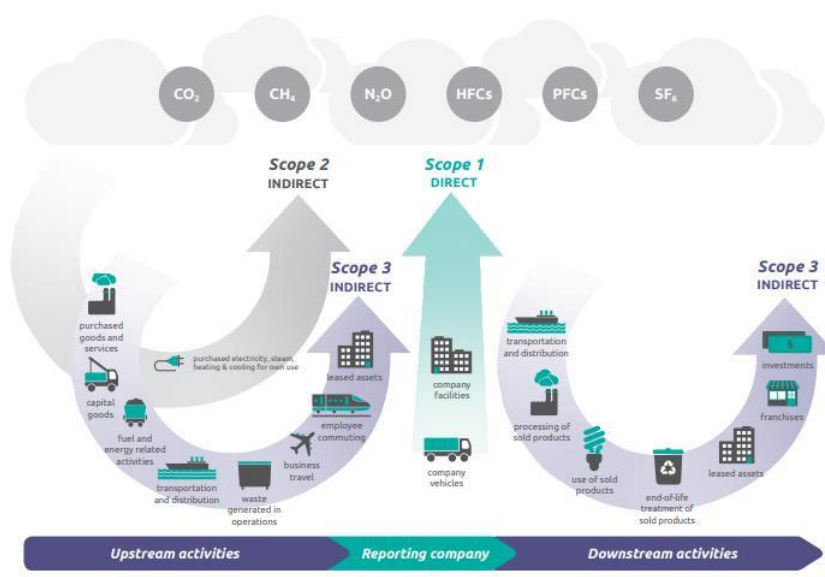 CO₂
CH₄
N₂O
HFCs
PFCs
SF₆
Scope 2
INDIRECT
Scope 1
DIRECT
Scope 3
INDIRECT
Scope 3
INDIRECT
purchased
goods and
services
capital
goods
fuel and
energy related
activities
transportation
and distribution
waste
generated in
operations
business
travel
employee
commuting
leased assets
purchased electricity, steam,
heating & cooling for own use
company
facilities
company
vehicles
transportation
and distribution
processing of
sold products
use of sold
products
end-of-life
treatment of
sold products
leased assets
franchises
$
investments
Upstream activities
Reporting company
Downstream activities